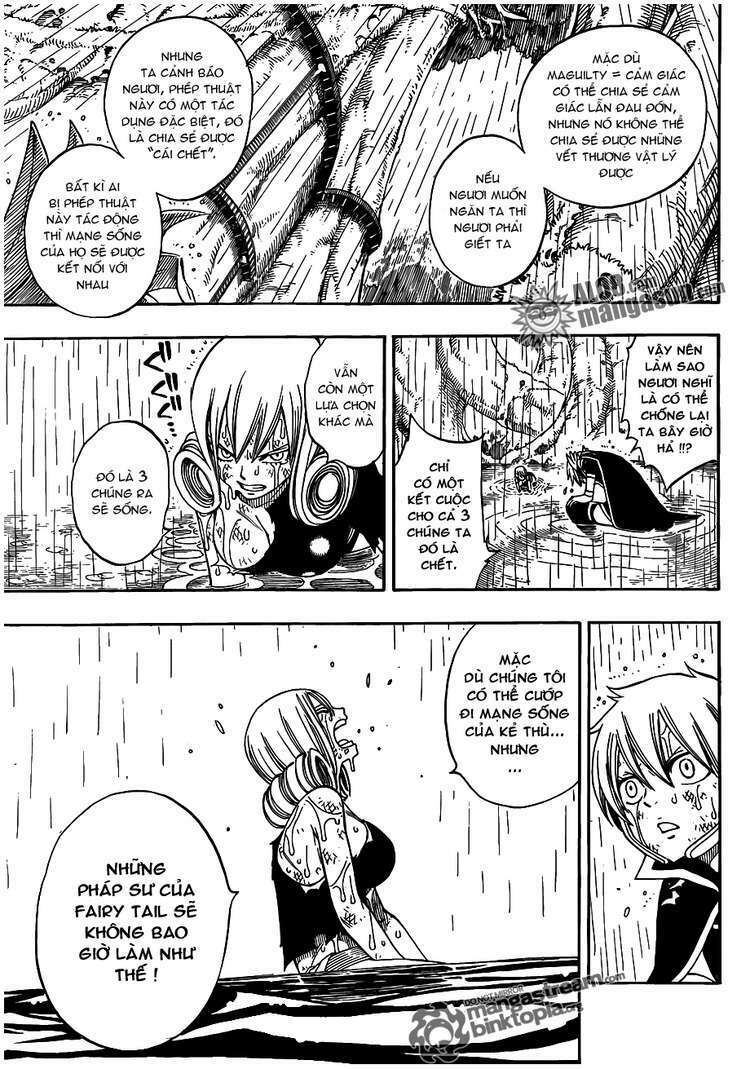 MẶC DÙ
MAGUILTY = CẢM GIÁC
CÓ THỂ CHIA SẺ CẢM
GIÁC LẪN ĐAU ĐỚN,
NHƯNG NÓ KHÔNG THỂ
CHIA SẺ ĐƯỢC NHỮNG
VẾT THƯƠNG VẬT LÝ
ĐƯỢC
NẾU
NGƯƠI MUỐN
NGĂN TA THÌ
NGƯƠI PHẢI
GIẾT TA
NHƯNG
TA CẢNH BÁO
NGƯƠI, PHÉP THUẬT
NÀY CÓ MỘT TÁC
DỤNG ĐẶC BIỆT, ĐÓ
LÀ CHIA SẺ ĐƯỢC
“CÁI CHẾT”.
BẤT KÌ AI
BỊ PHÉP THUẬT
NÀY TÁC ĐỘNG
THÌ MẠNG SỐNG
CỦA HỌ SẼ ĐƯỢC
KẾT NỐI VỚI
NHAU
mangasun.com
VẬY NÊN
LÀM SAO
NGƯƠI NGHĨ
LÀ CÓ THỂ
CHỐNG LẠI
TA BÂY GIỜ
HẢ !!?
CHỈ
CÓ MỘT
KẾT CUỘC
CHO CẢ 3
CHÚNG TA
ĐÓ LÀ
CHẾT.
VẪN
CÒN MỘT
LỰA CHỌN
KHÁC MÀ
ĐÓ LÀ 3
CHÚNG RA
SẼ SỐNG.
MẶC
DÙ CHÚNG TÔI
CÓ THỂ CƯỚP
ĐI MẠNG SỐNG
CỦA KẺ THÙ...
NHƯNG
...
NHỮNG
PHÁP SƯ CỦA
FAIRY TAIL SẼ
KHÔNG BAO
GIỜ LÀM NHƯ
THẾ !
DO NOT MIRROR
mangastream.com
binktopia.org